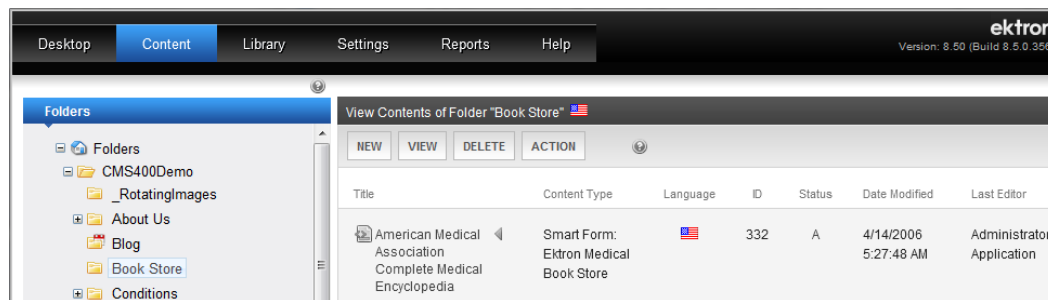 Desktop Content Library Settings Reports Help
ektron
Version: 8.50 (Build 8.5.0.356
Folders
View Contents of Folder "Book Store"
NEW VIEW DELETE ACTION
Folders
CMS400Demo
_RotatingImages
About Us
Blog
Book Store
Conditions
Title Content Type Language ID Status Date Modified Last Editor
American Medical Smart Form: 332 A 4/14/2006 Administrator
Association Ektron Medical 5:27:48 AM Application
Complete Medical Book Store
Encyclopedia